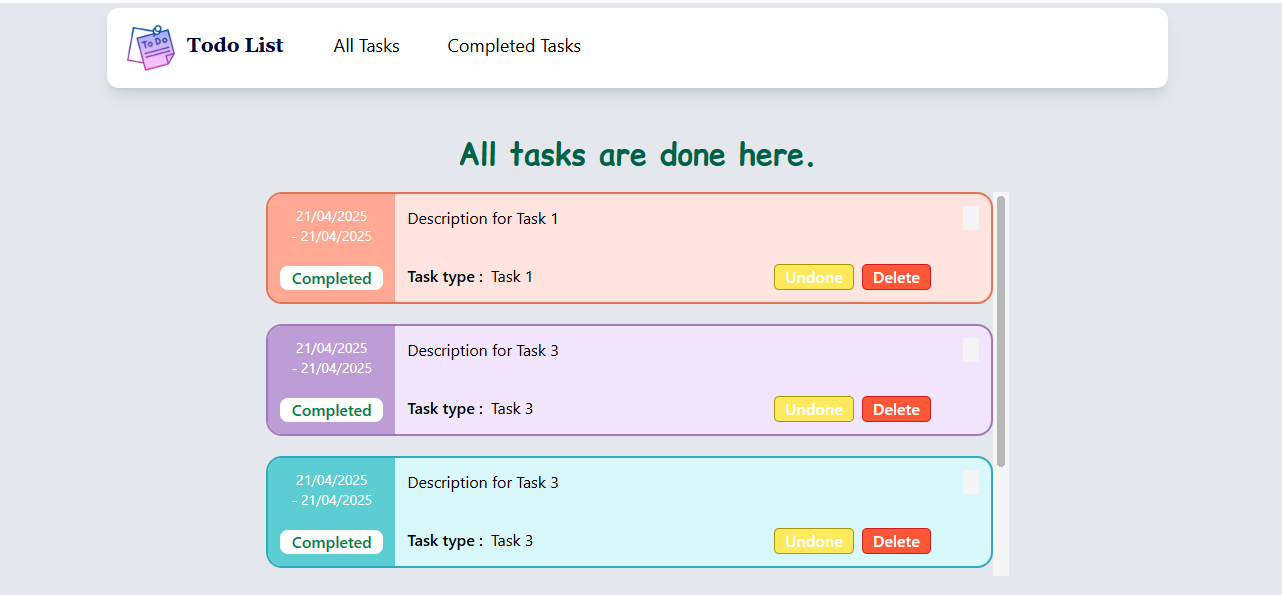 To Do
Todo List
All Tasks
Completed Tasks
All tasks are done here.
21/04/2025
- 21/04/2025
Completed
Description for Task 1
Task type : Task 1
Undone
Delete
21/04/2025
- 21/04/2025
Completed
Description for Task 3
Task type : Task 3
Undone
Delete
21/04/2025
- 21/04/2025
Completed
Description for Task 3
Task type : Task 3
Undone
Delete